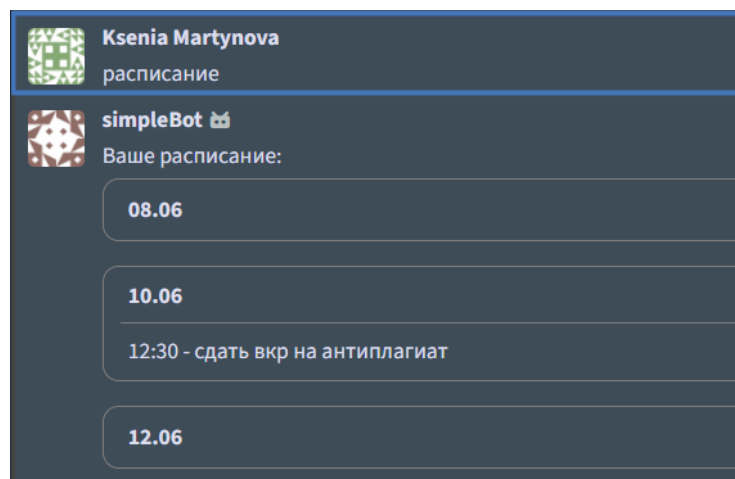 Ksenia Martynova
расписание
simpleBot
Ваше расписание:
08.06
10.06
12:30 - сдать вкр на антиплагиат
12.06